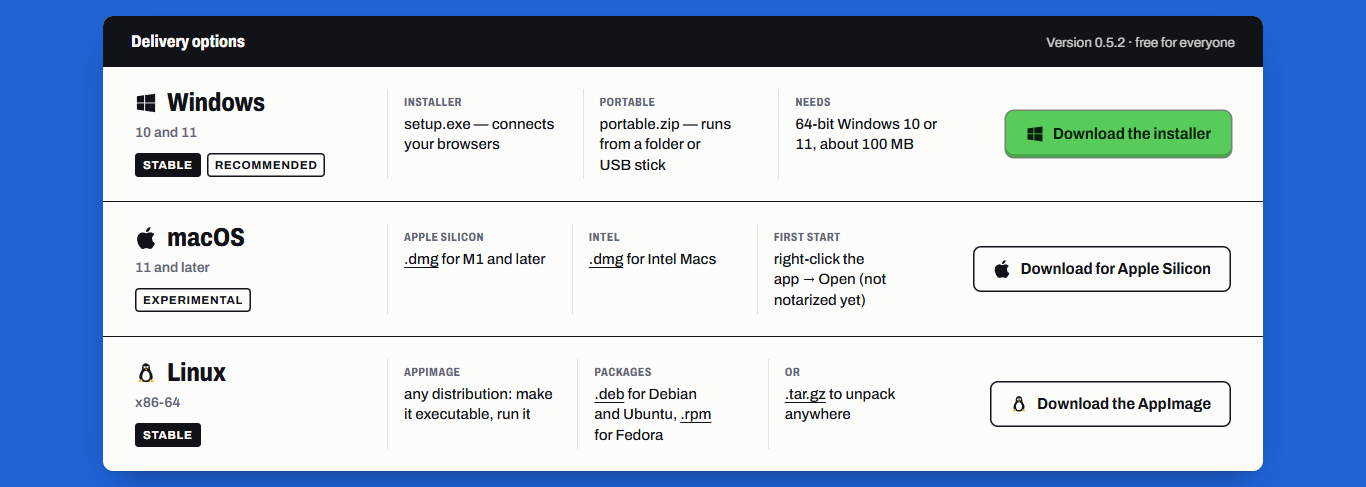 Delivery options
Version 0.5.2 · free for everyone
Windows
10 and 11
STABLE
RECOMMENDED
INSTALLER
setup.exe — connects
your browsers
PORTABLE
portable.zip — runs
from a folder or
USB stick
NEEDS
64-bit Windows 10 or
11, about 100 MB
Download the installer
macOS
11 and later
EXPERIMENTAL
APPLE SILICON
.dmg for M1 and later
INTEL
.dmg for Intel Macs
FIRST START
right-click the
app → Open (not
notarized yet)
Download for Apple Silicon
Linux
x86-64
STABLE
APPIMAGE
any distribution: make
it executable, run it
PACKAGES
.deb for Debian
and Ubuntu, .rpm
for Fedora
OR
.tar.gz to unpack
anywhere
Download the AppImage